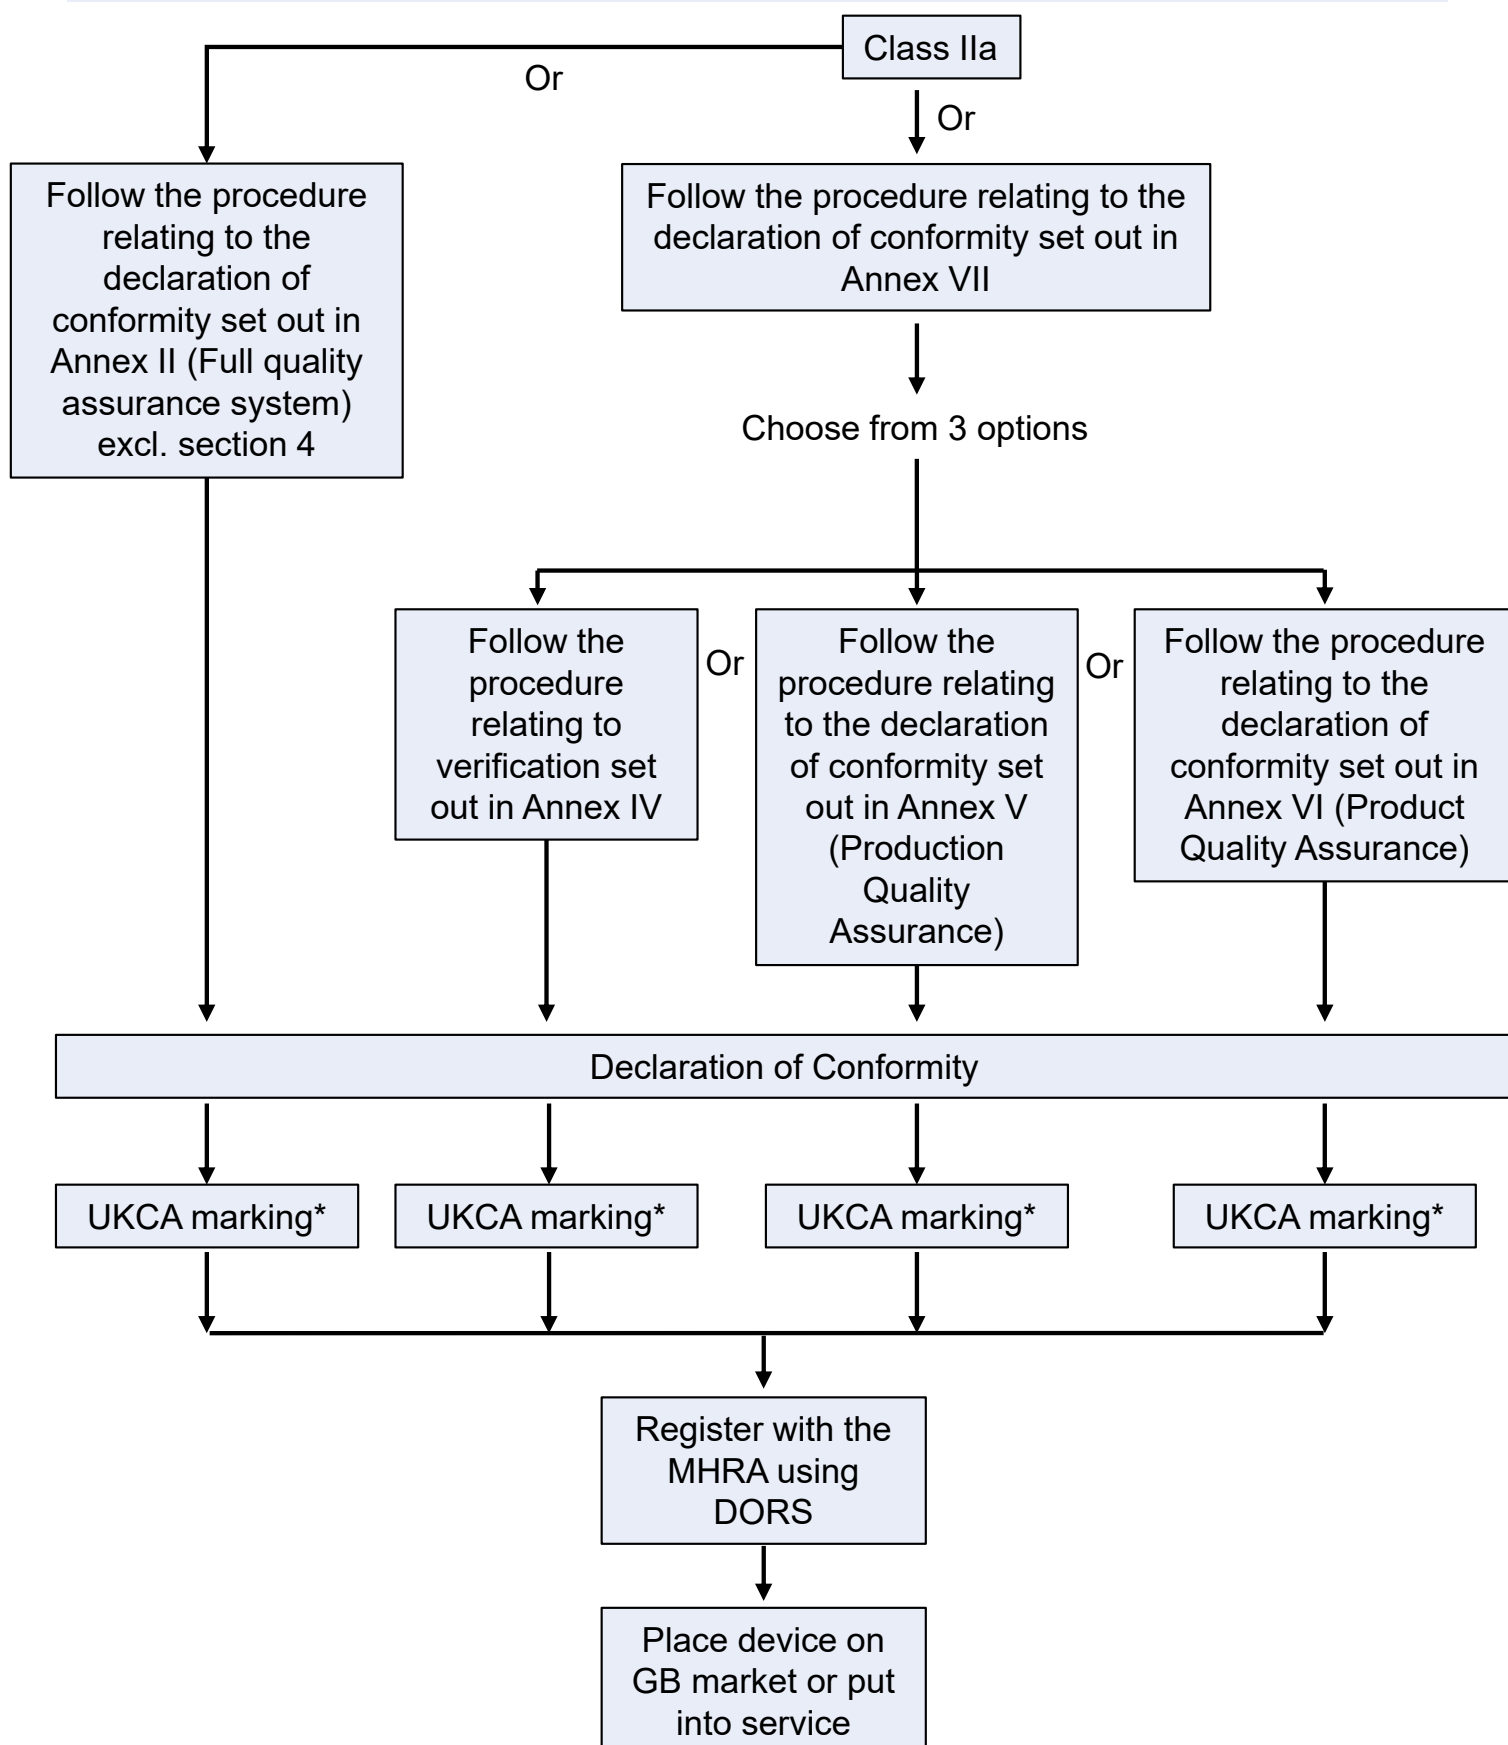 Class IIa
Or
Or
Follow the procedure
relating to the
declaration of
conformity set out in
Annex II (Full quality
assurance system)
excl. section 4
Follow the procedure relating to the
declaration of conformity set out in
Annex VII
Choose from 3 options
Follow the
procedure
relating to
verification set
out in Annex IV
Or
Follow the
procedure relating
to the declaration
of conformity set
out in Annex V
(Production
Quality
Assurance)
Or
Follow the procedure
relating to the
declaration of
conformity set out in
Annex VI (Product
Quality Assurance)
Declaration of Conformity
UKCA marking*
UKCA marking*
UKCA marking*
UKCA marking*
Register with the
MHRA using
DORS
Place device on
GB market or put
into service